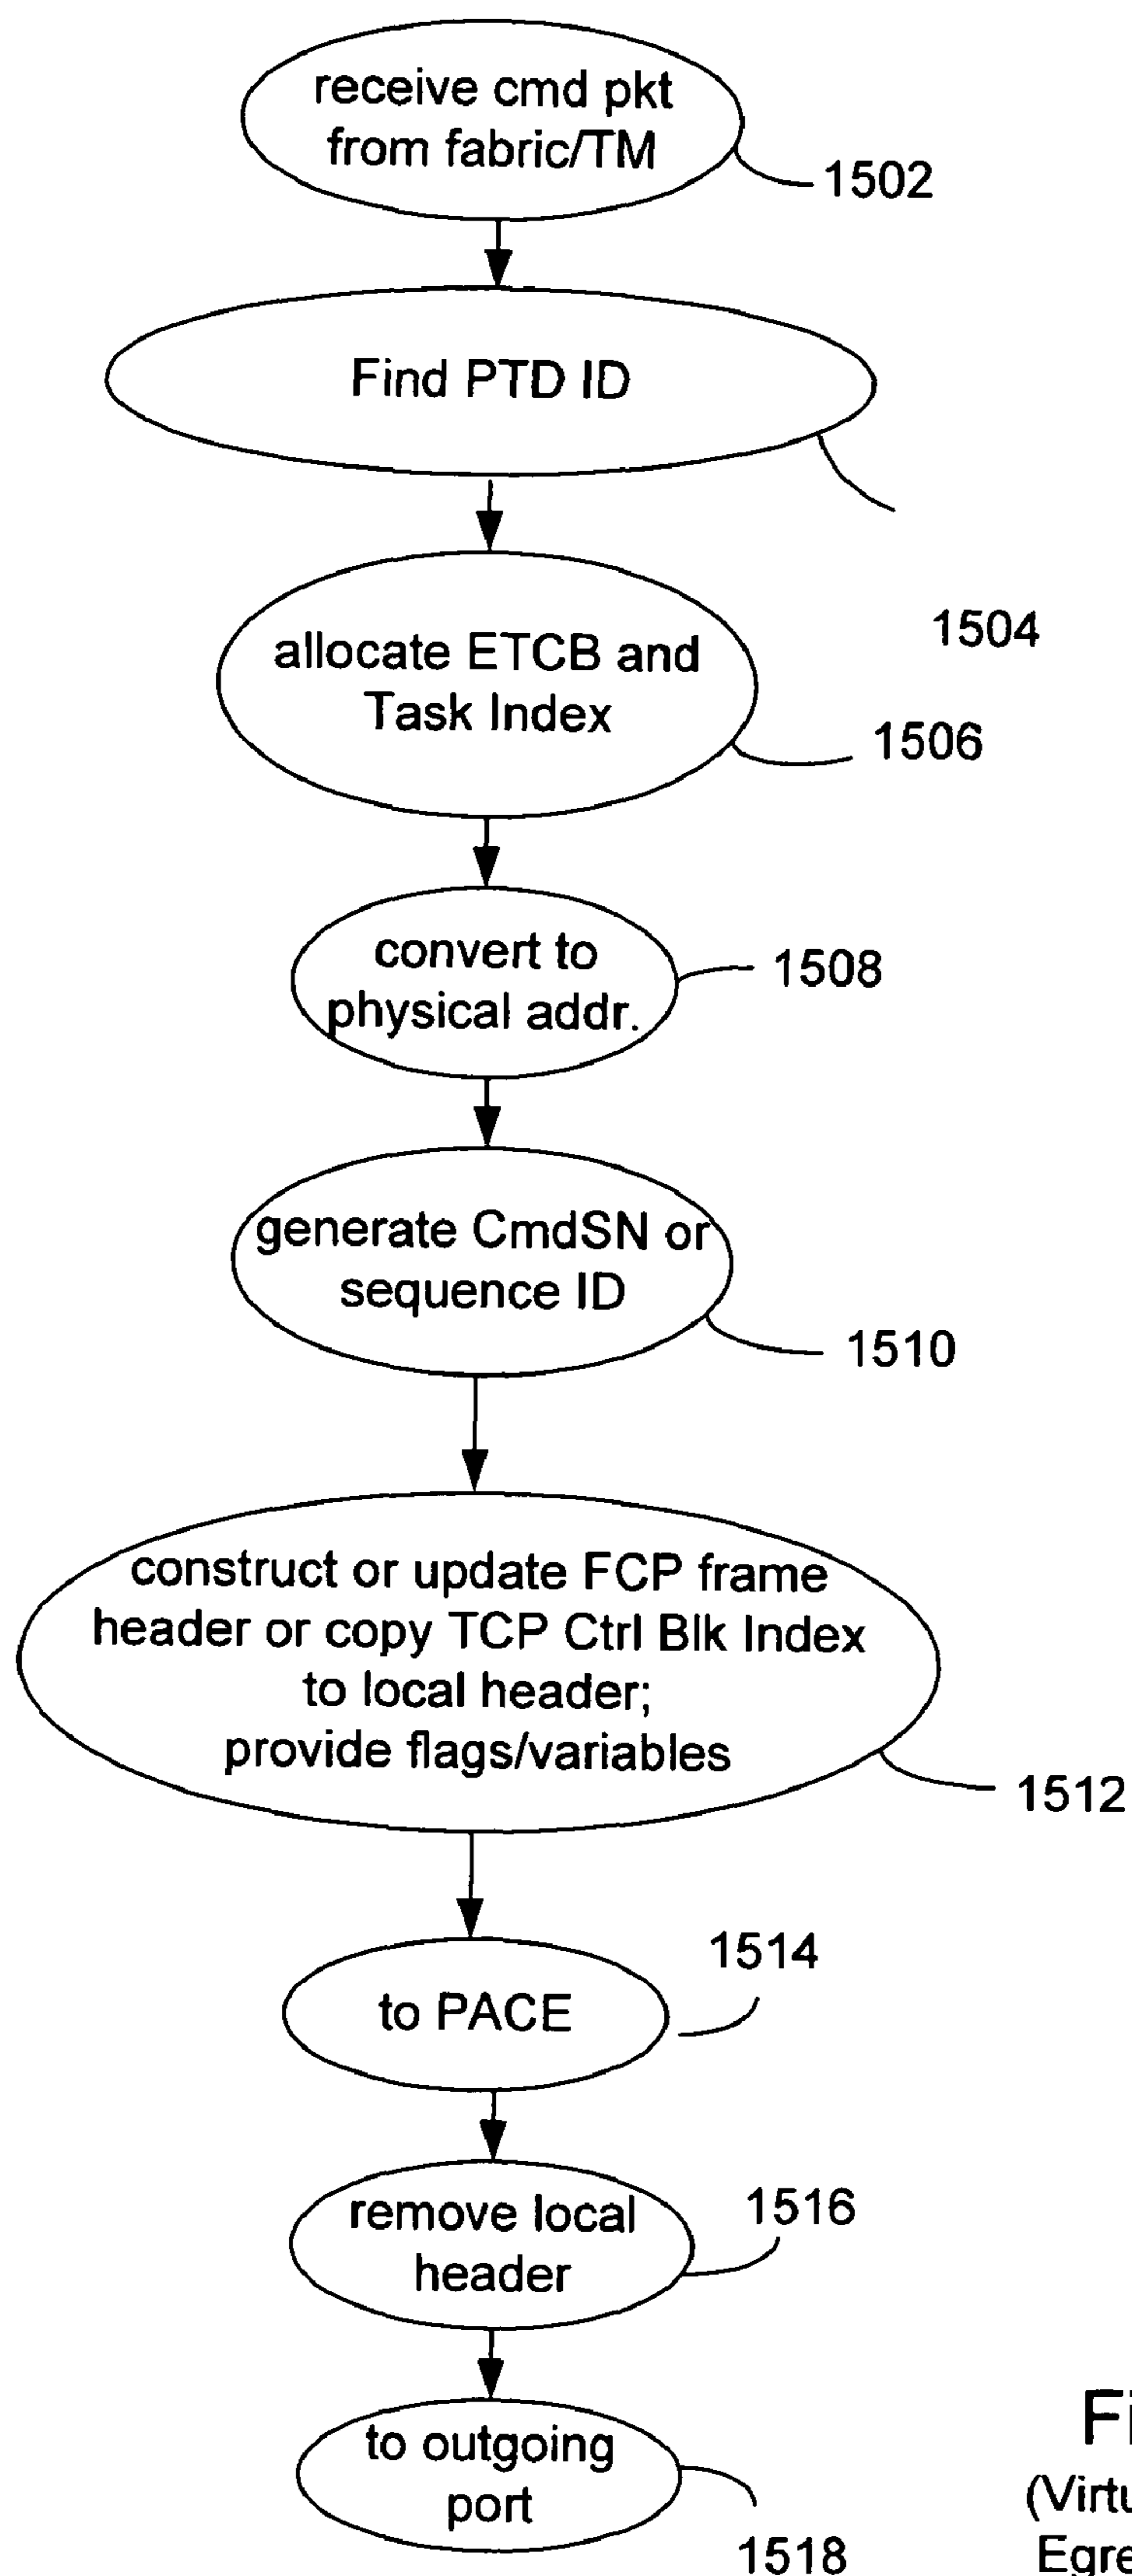 receive cmd pkt
from fabric/TM
1502
Find PTD ID
1504
allocate ETCB and
Task Index
1506
convert to
physical addr.
1508
generate CmdSN or
sequence ID
1510
construct or update FCP frame
header or copy TCP Ctrl Blk Index
to local header;
provide flags/variables
1512
to PACE
1514
remove local
header
1516
to outgoing
port
1518